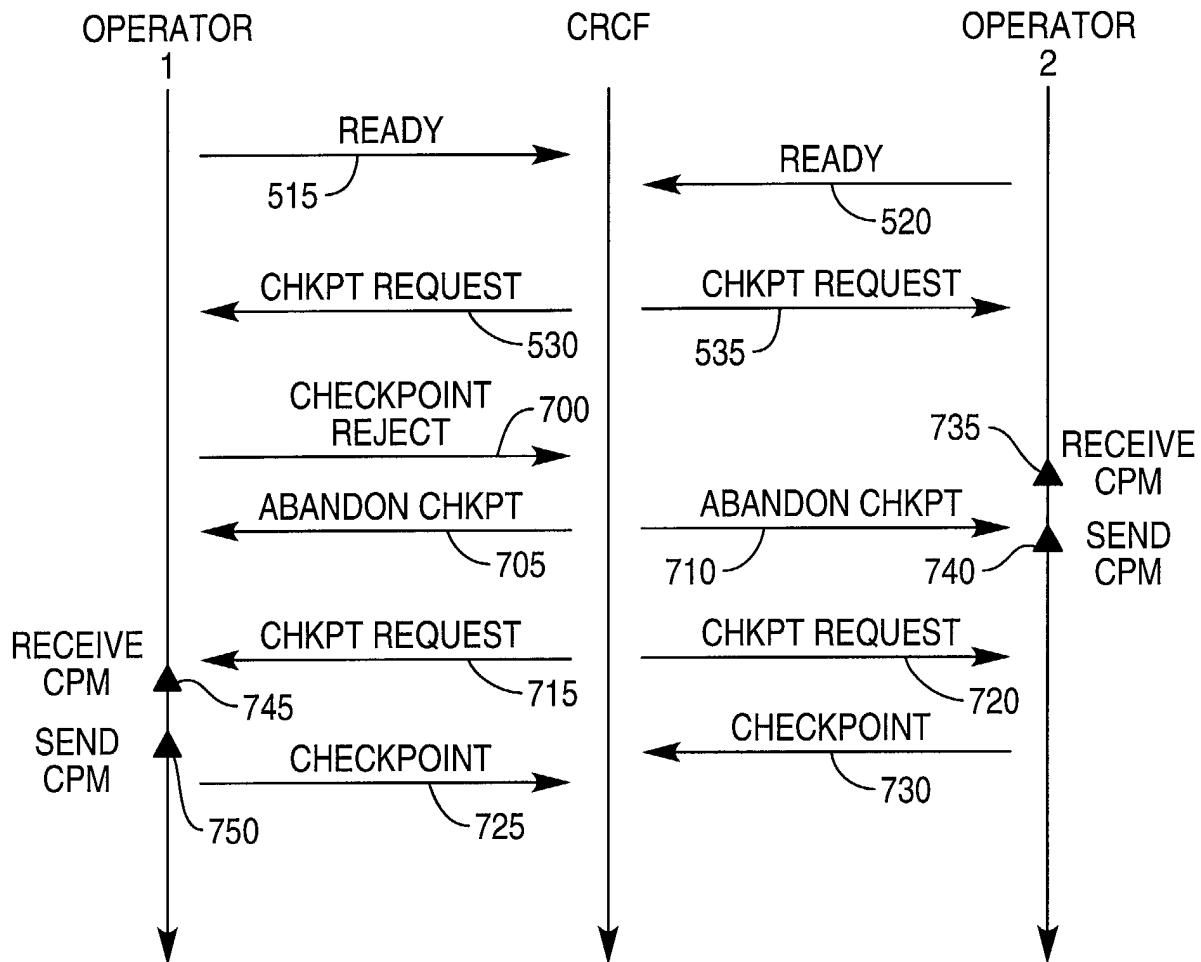 OPERATOR
1
CRCF
OPERATOR
2
READY
515
READY
520
CHKPT REQUEST
530
CHKPT REQUEST
535
CHECKPOINT
REJECT
700
735
RECEIVE
CPM
ABANDON CHKPT
705
ABANDON CHKPT
710
740
SEND
CPM
RECEIVE
CPM
745
CHKPT REQUEST
715
CHKPT REQUEST
720
SEND
CPM
750
CHECKPOINT
725
CHECKPOINT
730